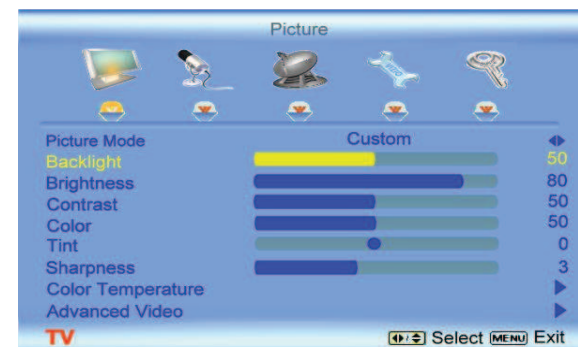 Picture
Picture Mode Custom
Backlight 50
Brightness 80
Contrast 50
Color 50
Tint 0
Sharpness 3
Color Temperature
Advanced Video
TV Select MENU Exit